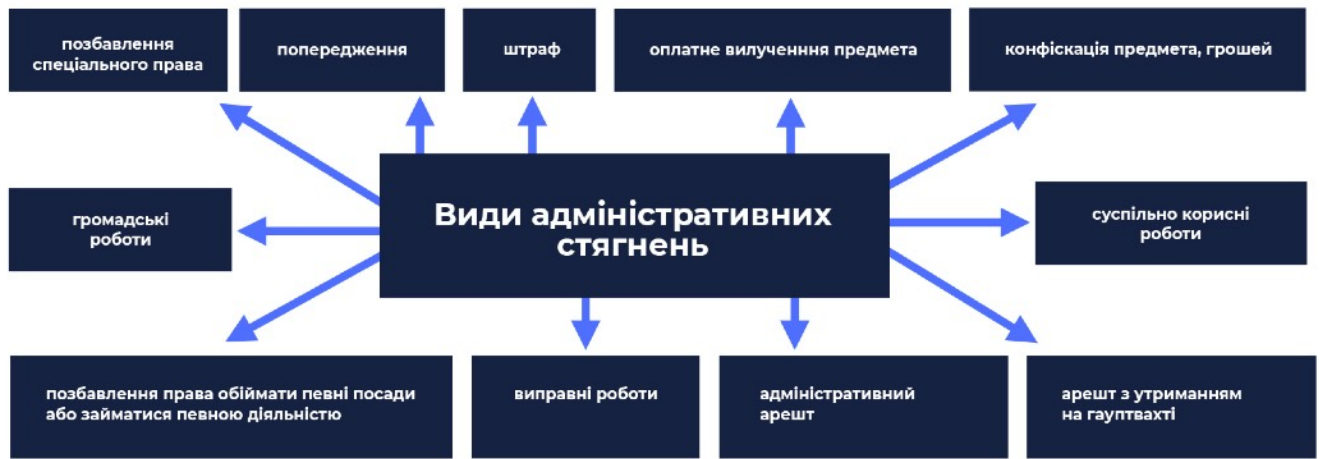 позбавлення
спеціального права
попередження
штраф
оплатне вилученння предмета
конфіскація предмета, грошей
Види адміністративних
стягнень
громадські
роботи
суспільно корисні
роботи
позбавлення права обіймати певні посади
або займатися певною діяльністю
виправні роботи
адміністративний
арешт
арешт з утриманням
на гауптвахті